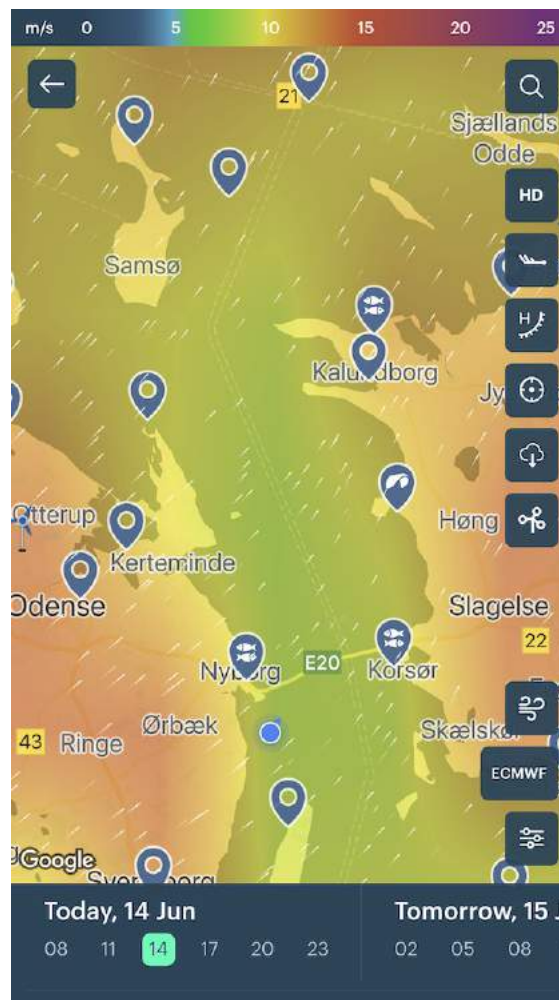 m/s 0 5 10 15 20 25
21
Sjællands
Odde
HD
Samsø
H
Kalundborg
Jy
Otterup
Høng
Kerteminde
Odense
Slagelse
22
E20
Nyborg
Korsør
Ørbæk
Skælskør
43
Ringe
ECMWF
Google
Svendborg
Today, 14 Jun
Tomorrow, 15 J
08 11 14 17 20 23
02 05 08